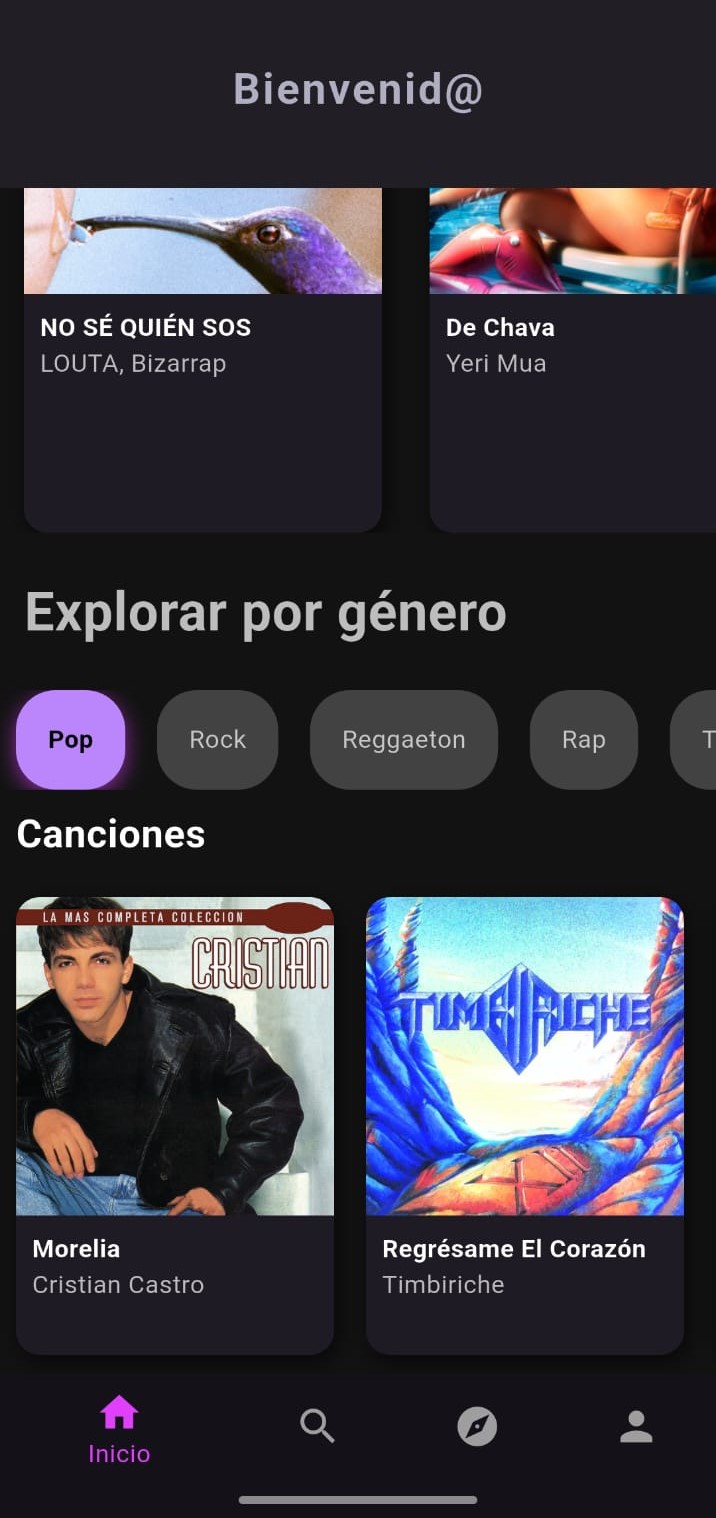 Bienvenid@
NO SÉ QUIÉN SOS
LOUTA, Bizarrap
De Chava
Yeri Mua
Explorar por género
Pop
Rock
Reggaeton
Rap
T
Canciones
LA MAS COMPLETA COLECCION
CRISTIAN
TIMBIRICHE
Morelia
Cristian Castro
Regrésame El Corazón
Timbiriche
Inicio